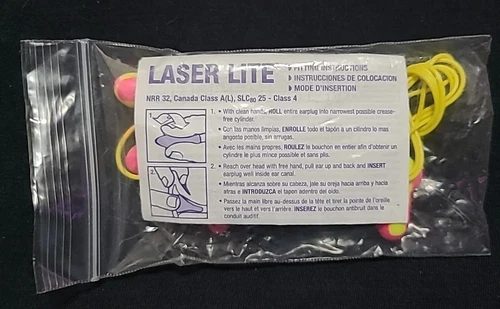 LASER LITE
▶ FITTING INSTRUCTIONS
▶ INSTRUCCIONES DE COLOCACION
▶ MODE D'INSERTION
NRR 32, Canada Class A(L), SLC80 25 - Class 4
1.
1. • With clean hands, ROLL entire earplug into narrowest possible crease-
free cylinder.
• Con las manos limpias, ENROLLE todo el tapón a un cilindro lo mas
angosto posible, sin arrugas.
• Avec les mains propres, ROULEZ le bouchon en entier afin d'obtenir un
cylindre le plus mince possible et sans plis.
2.
2. • Reach over head with free hand, pull ear up and back and INSERT
earplug well inside ear canal.
• Mientras alcanza sobre su cabeza, jale su oreja hacia arriba y hacia
atras e INTRODUZCA el tapon adentro del oido.
• Passez la main libre au-dessus de la tête et tirer la pointe de l'oreille
vers le haut et vers l'arrière. INSEREZ le bouchon antibruit dans le
conduit auditif.